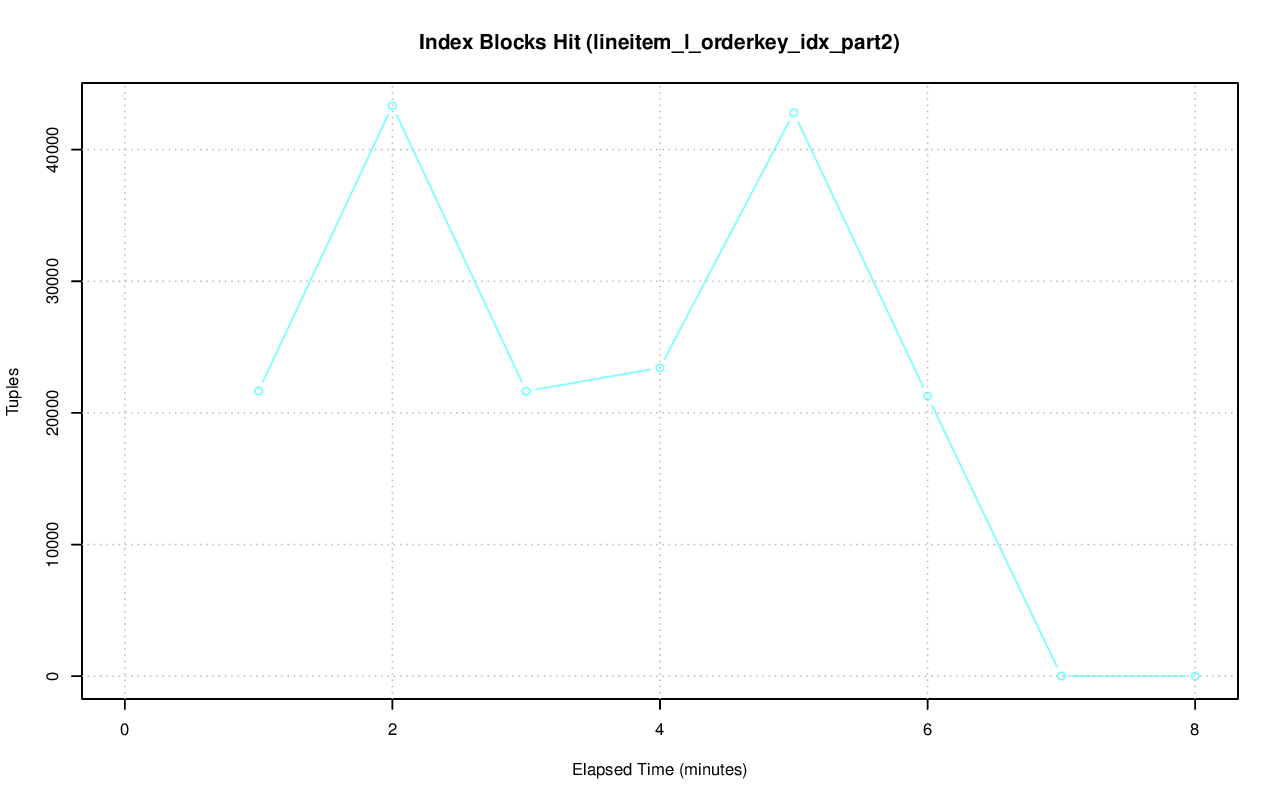 Index Blocks Hit (lineitem_l_orderkey_idx_part2)
Tuples
40000
30000
20000
10000
0
0 2 4 6 8
Elapsed Time (minutes)